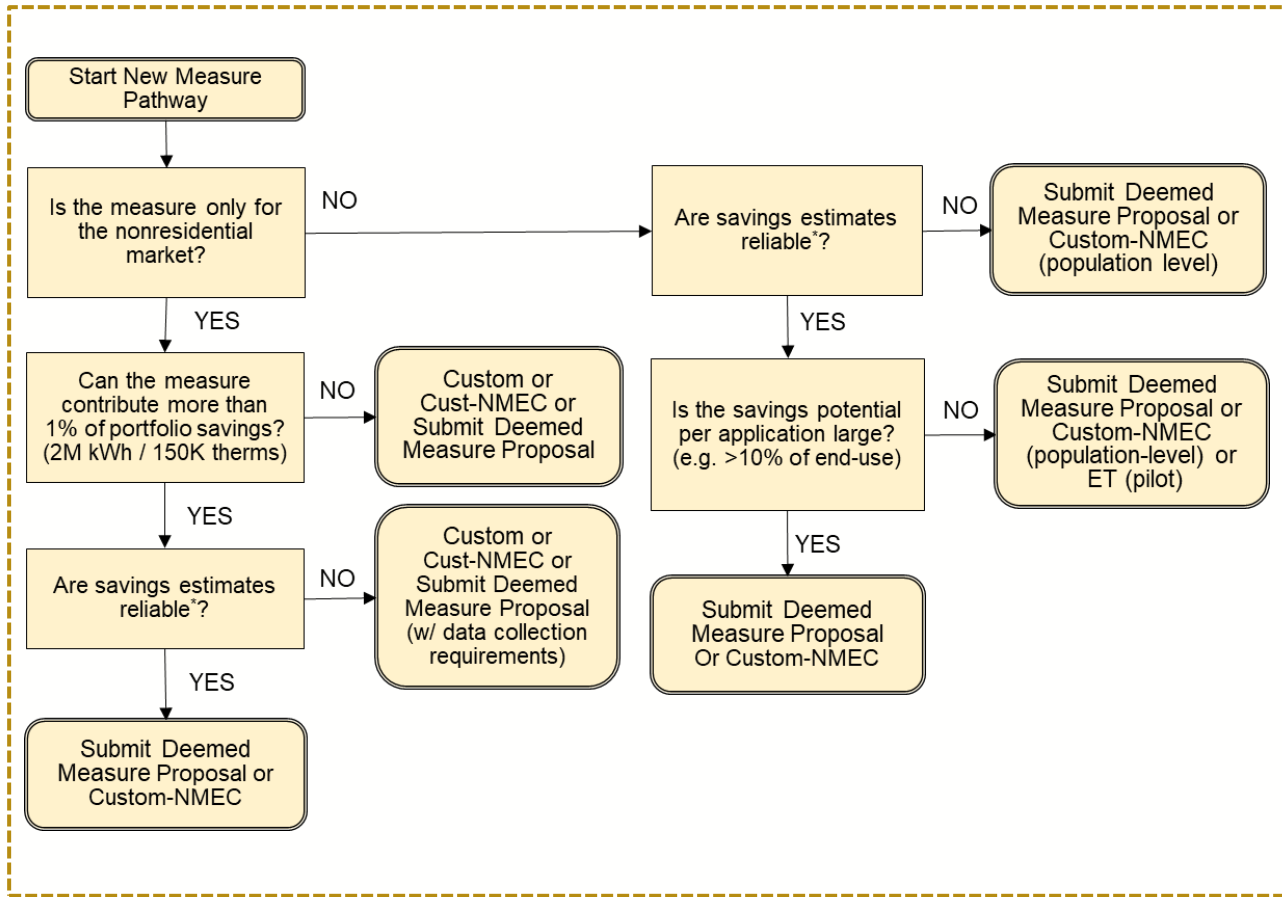 Start New Measure
Pathway
Is the measure only for
the nonresidential
market?
NO
YES
Can the measure
contribute more than
1% of portfolio savings?
(2M kWh / 150K therms)
NO
Custom or
Cust-NMEC or
Submit Deemed
Measure Proposal
YES
Are savings estimates
reliable*?
NO
Custom or
Cust-NMEC or
Submit Deemed
Measure Proposal
(w/ data collection
requirements)
YES
Submit Deemed
Measure Proposal or
Custom-NMEC
Are savings estimates
reliable*?
NO
Submit Deemed
Measure Proposal or
Custom-NMEC
(population level)
YES
Is the savings potential
per application large?
(e.g. >10% of end-use)
NO
Submit Deemed
Measure Proposal or
Custom-NMEC
(population-level) or
ET (pilot)
YES
Submit Deemed
Measure Proposal
Or Custom-NMEC